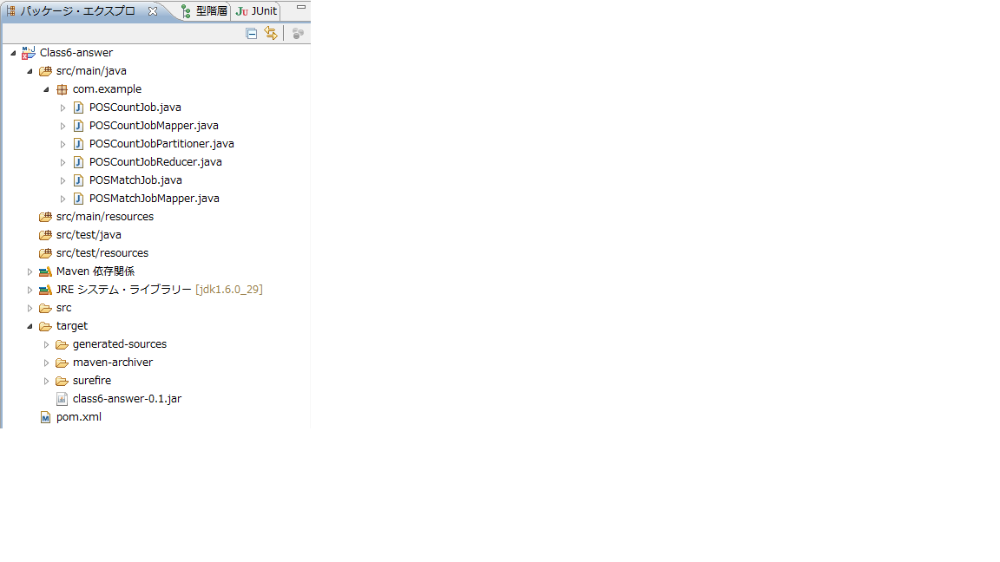 パッケージ・エクスプロ 型階層 JUnit
Class6-answer
src/main/java
com.example
POSCountJob.java
POSCountJobMapper.java
POSCountJobPartitioner.java
POSCountJobReducer.java
POSMatchJob.java
POSMatchJobMapper.java
src/main/resources
src/test/java
src/test/resources
Maven 依存関係
JRE システム・ライブラリー [jdk1.6.0_29]
src
target
generated-sources
maven-archiver
surefire
class6-answer-0.1.jar
pom.xml